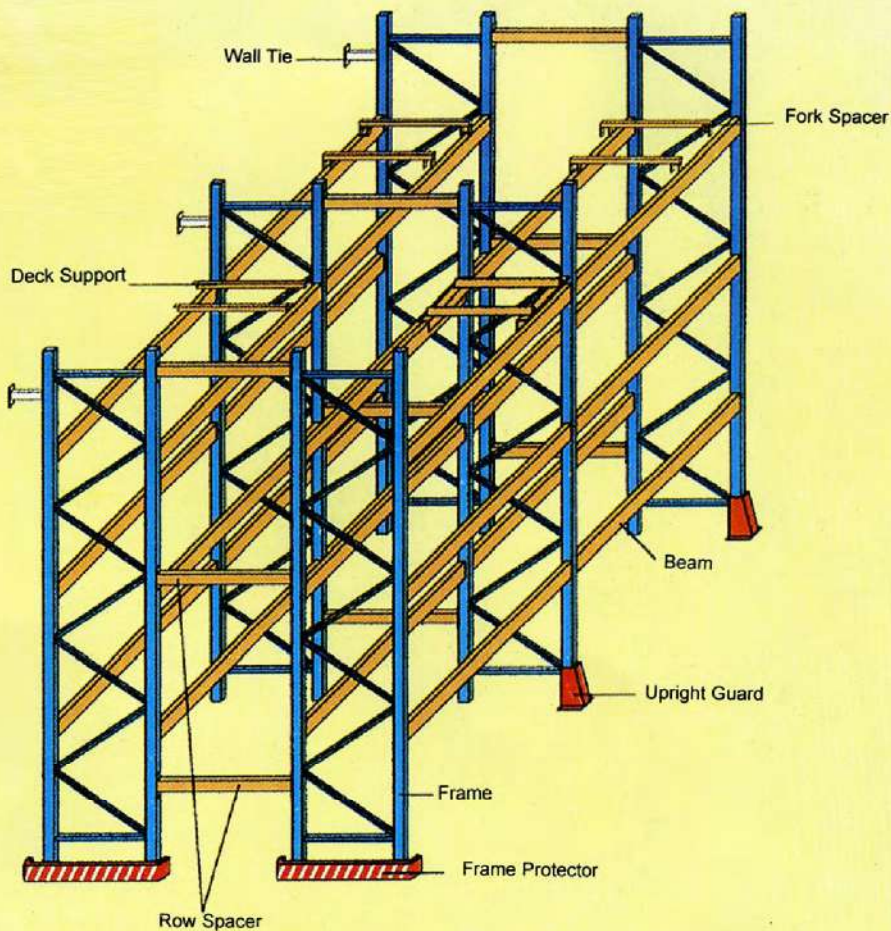 Wall Tie
Fork Spacer
Deck Support
Beam
Upright Guard
Frame
Frame Protector
Row Spacer